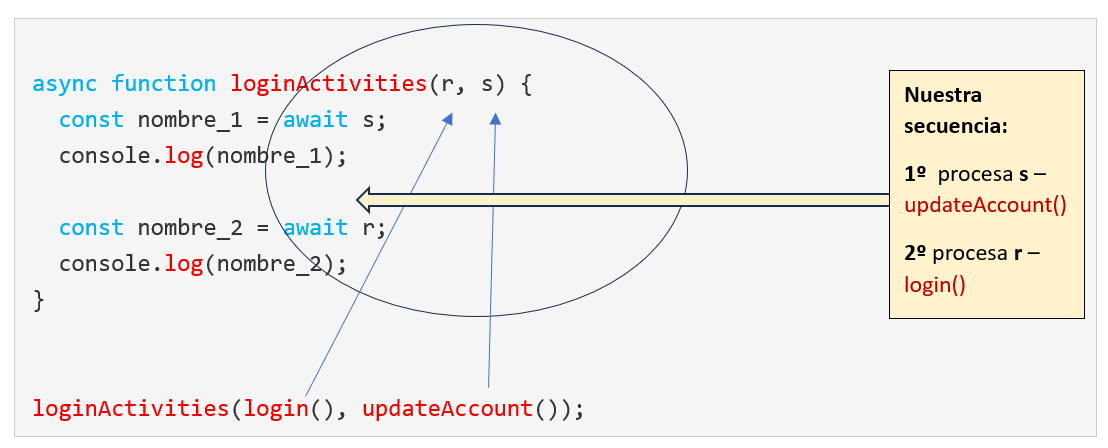 async function loginActivities(r, s) {
const nombre_1 = await s;
console.log(nombre_1);
const nombre_2 = await r;
console.log(nombre_2);
}
loginActivities(login(), updateAccount());
Nuestra
secuencia:
1º procesa s –
updateAccount()
2º procesa r –
login()